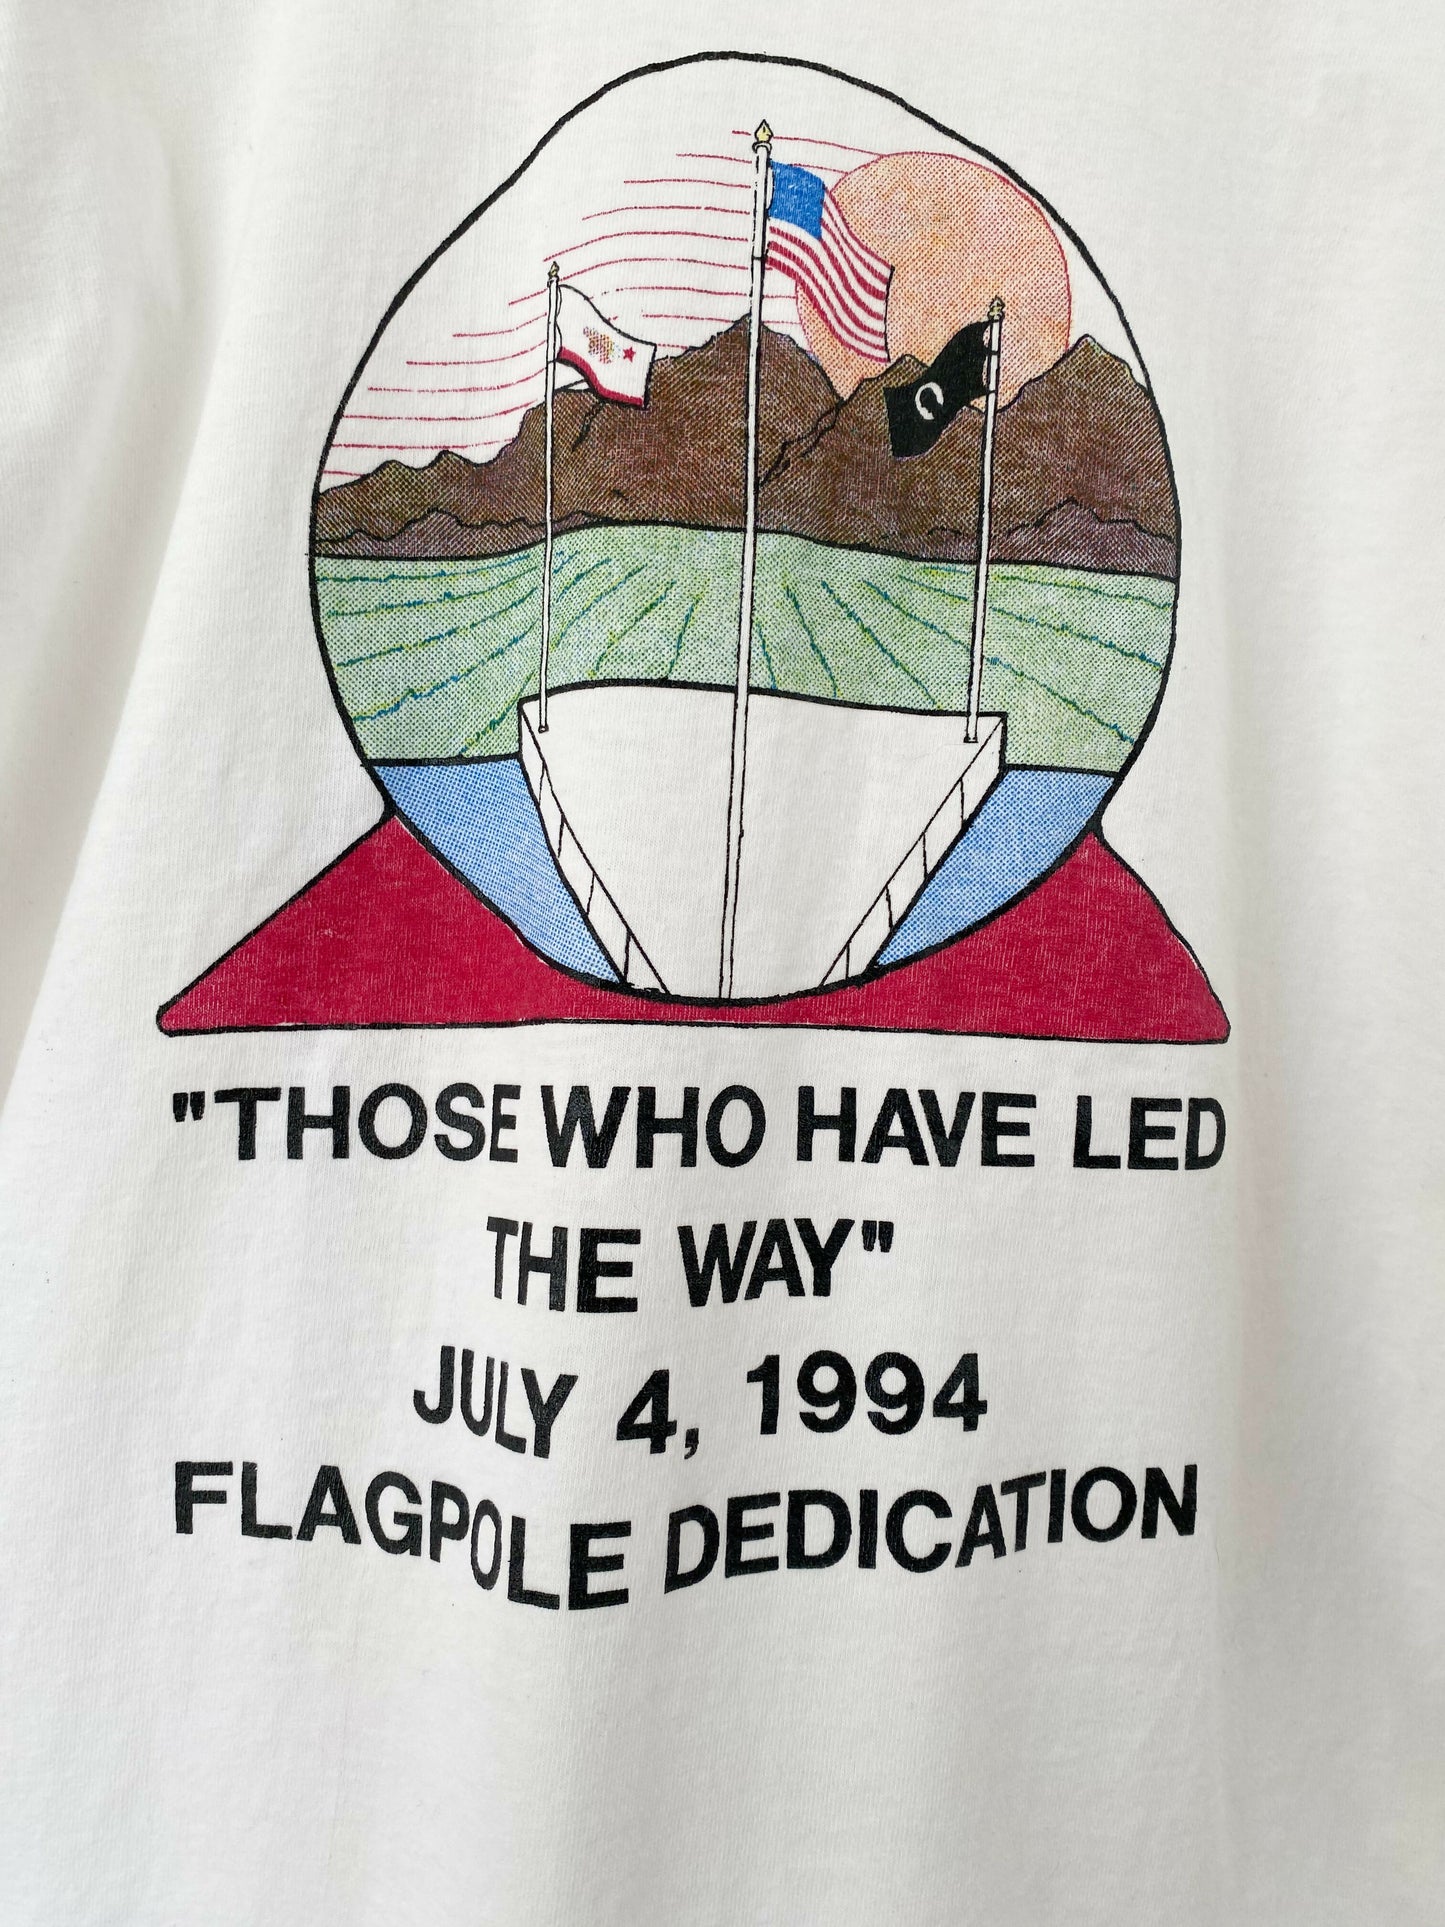 "THOSE WHO HAVE LED
THE WAY"
JULY 4, 1994
FLAGPOLE DEDICATION